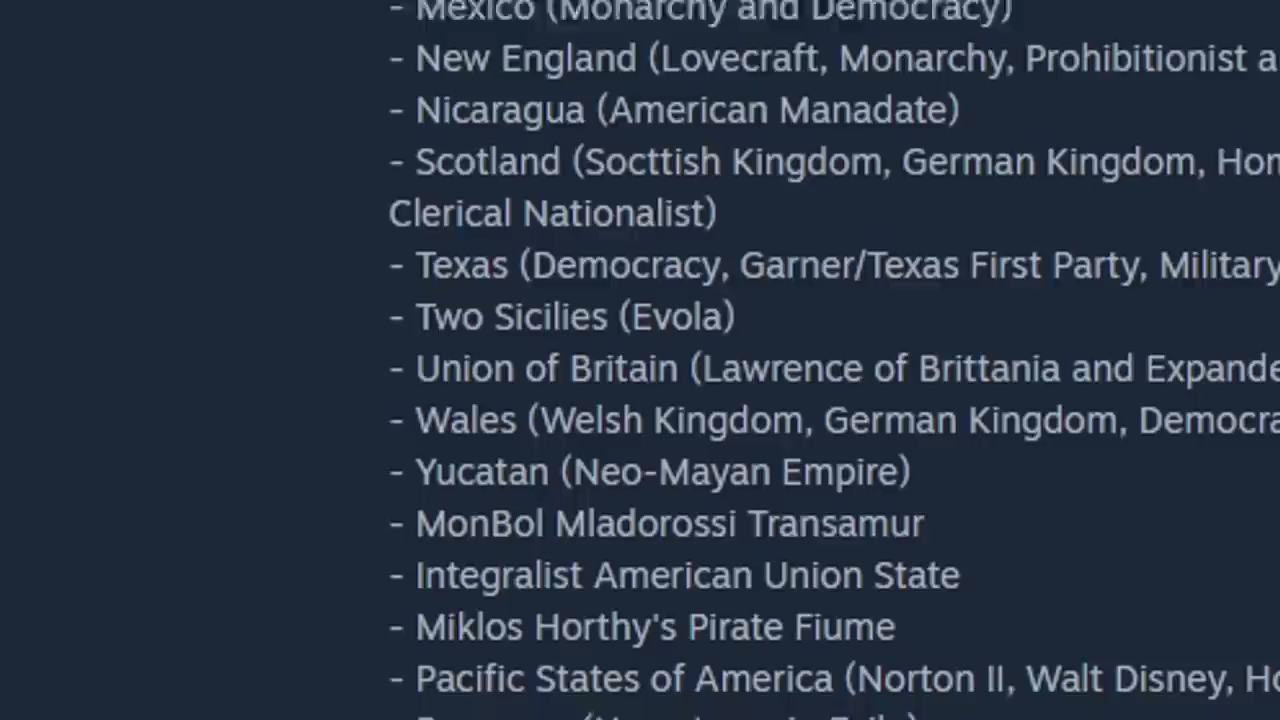 - Mexico (Monarchy and Democracy)
- New England (Lovecraft, Monarchy, Prohibitionist a
- Nicaragua (American Manadate)
- Scotland (Socttish Kingdom, German Kingdom, Hon
Clerical Nationalist)
- Texas (Democracy, Garner/Texas First Party, Military
- Two Sicilies (Evola)
- Union of Britain (Lawrence of Brittania and Expande
- Wales (Welsh Kingdom, German Kingdom, Democra
- Yucatan (Neo-Mayan Empire)
- MonBol Mladorossi Transamur
- Integralist American Union State
- Miklos Horthy's Pirate Fiume
- Pacific States of America (Norton II, Walt Disney, Ho